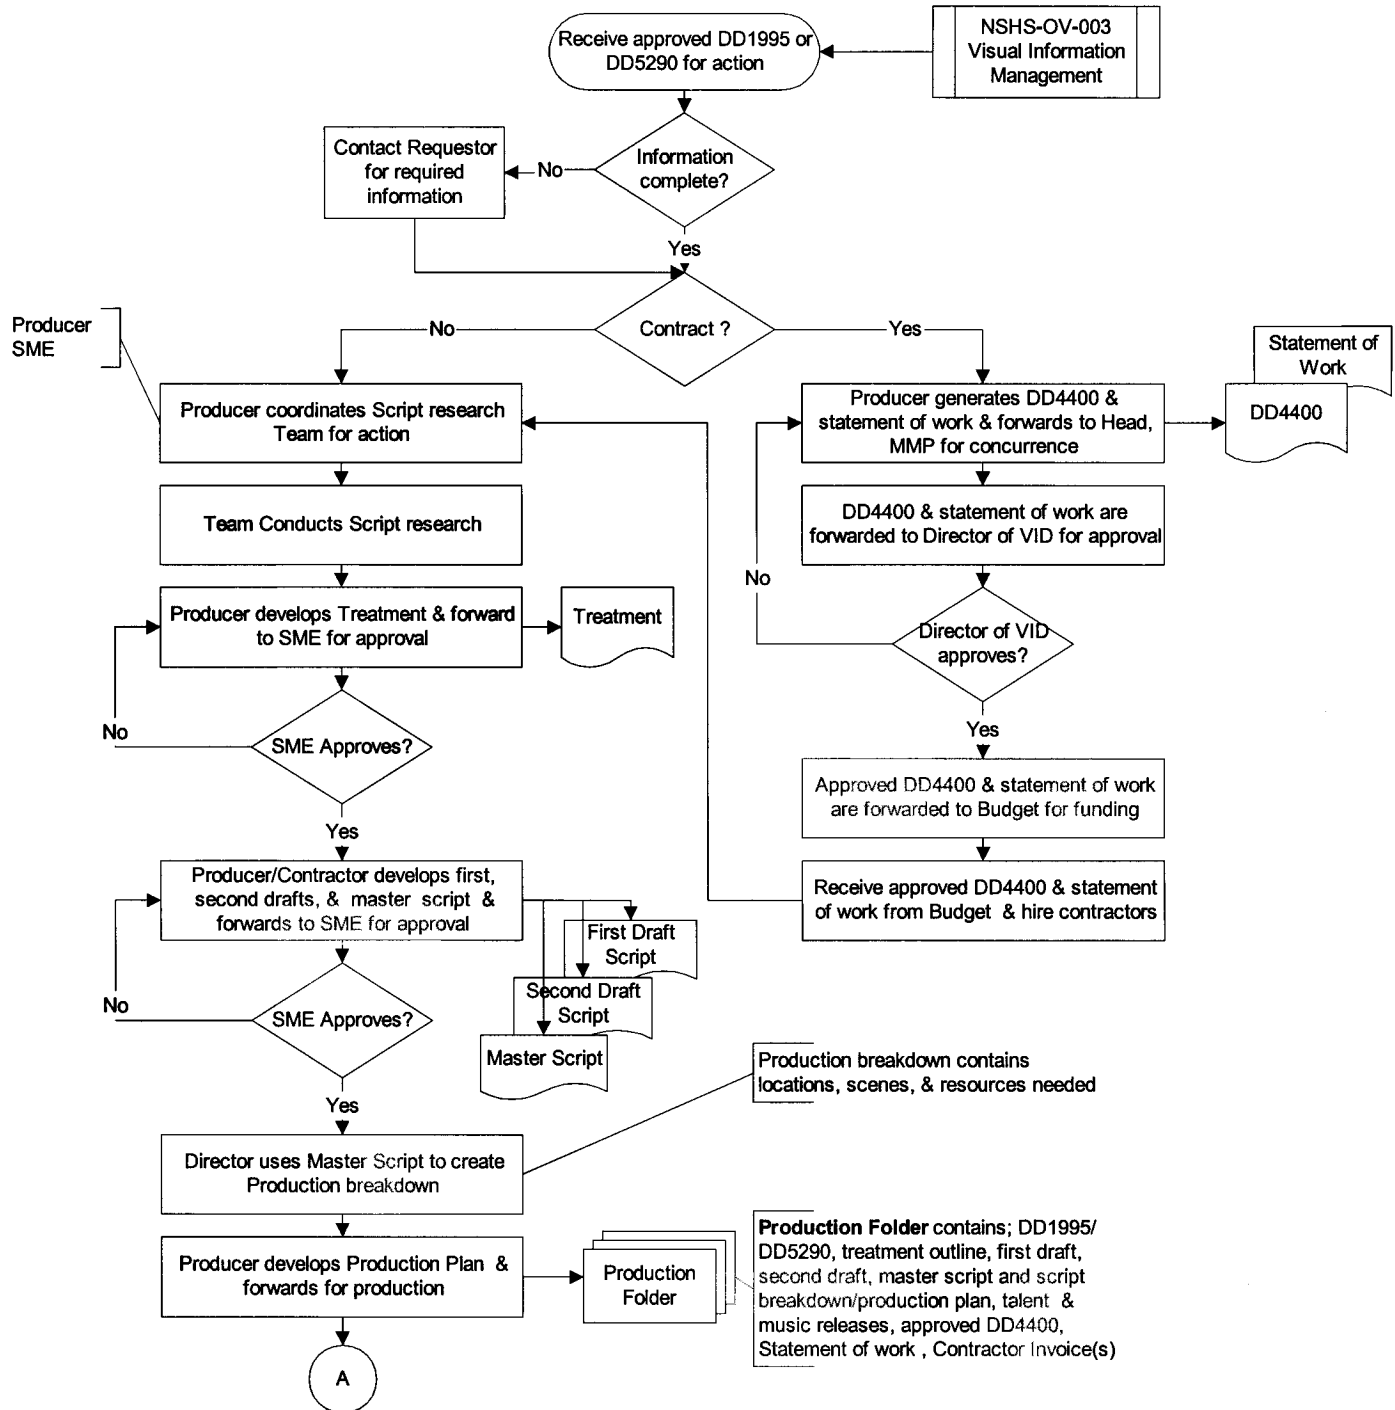 Receive approved DD1995 or
DD5290 for action
NSHS-OV-003
Visual Information
Management
Contact Requestor
for required
information
No
Information
complete?
Yes
Producer
SME
No
Contract ?
Yes
Statement of
Work
DD4400
Producer coordinates Script research
Team for action
Producer generates DD4400 &
statement of work & forwards to Head,
MMP for concurrence
Team Conducts Script research
DD4400 & statement of work are
forwarded to Director of VID for approval
No
Producer develops Treatment & forward
to SME for approval
Treatment
Director of VID
approves?
No
SME Approves?
Yes
Yes
Approved DD4400 & statement of work
are forwarded to Budget for funding
Producer/Contractor develops first,
second drafts, & master script &
forwards to SME for approval
Receive approved DD4400 & statement
of work from Budget & hire contractors
First Draft
Script
Second Draft
Script
Master Script
No
SME Approves?
Yes
Production breakdown contains
locations, scenes, & resources needed
Director uses Master Script to create
Production breakdown
Producer develops Production Plan &
forwards for production
Production
Folder
Production Folder contains; DD1995/
DD5290, treatment outline, first draft,
second draft, master script and script
breakdown/production plan, talent &
music releases, approved DD4400,
Statement of work , Contractor Invoice(s)
A